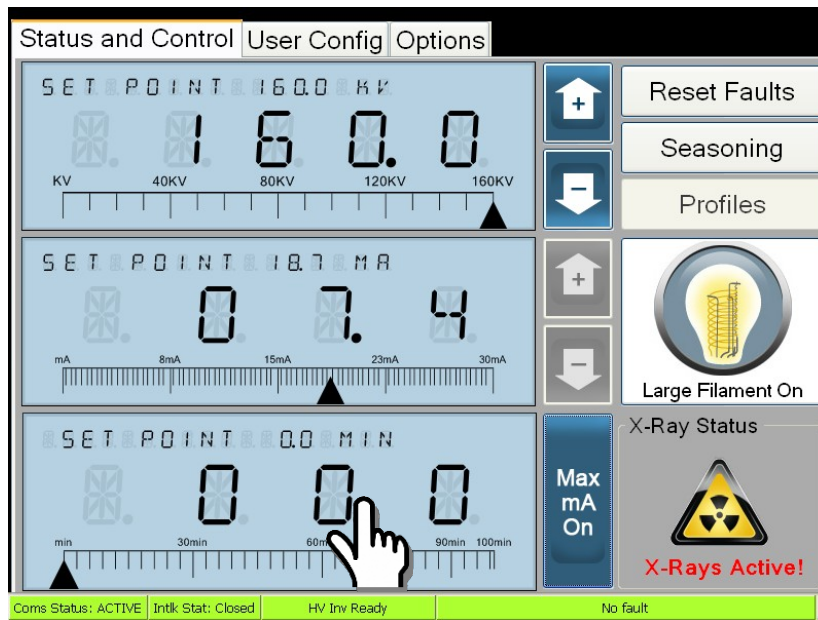 Status and Control User Config Options
SET POINT 160.0 KV
160.0
KV 40KV 80KV 120KV 160KV
+
-
Reset Faults
Seasoning
Profiles
SET POINT 18.7 MA
07.4
mA 8mA 15mA 23mA 30mA
+
-
Large Filament On
SET POINT 0.0 MIN
000
min 30min 90min 100min
Max
mA
On
X-Ray Status
X-Rays Active!
Coms Status: ACTIVE Intlk Stat: Closed HV Inv Ready No fault